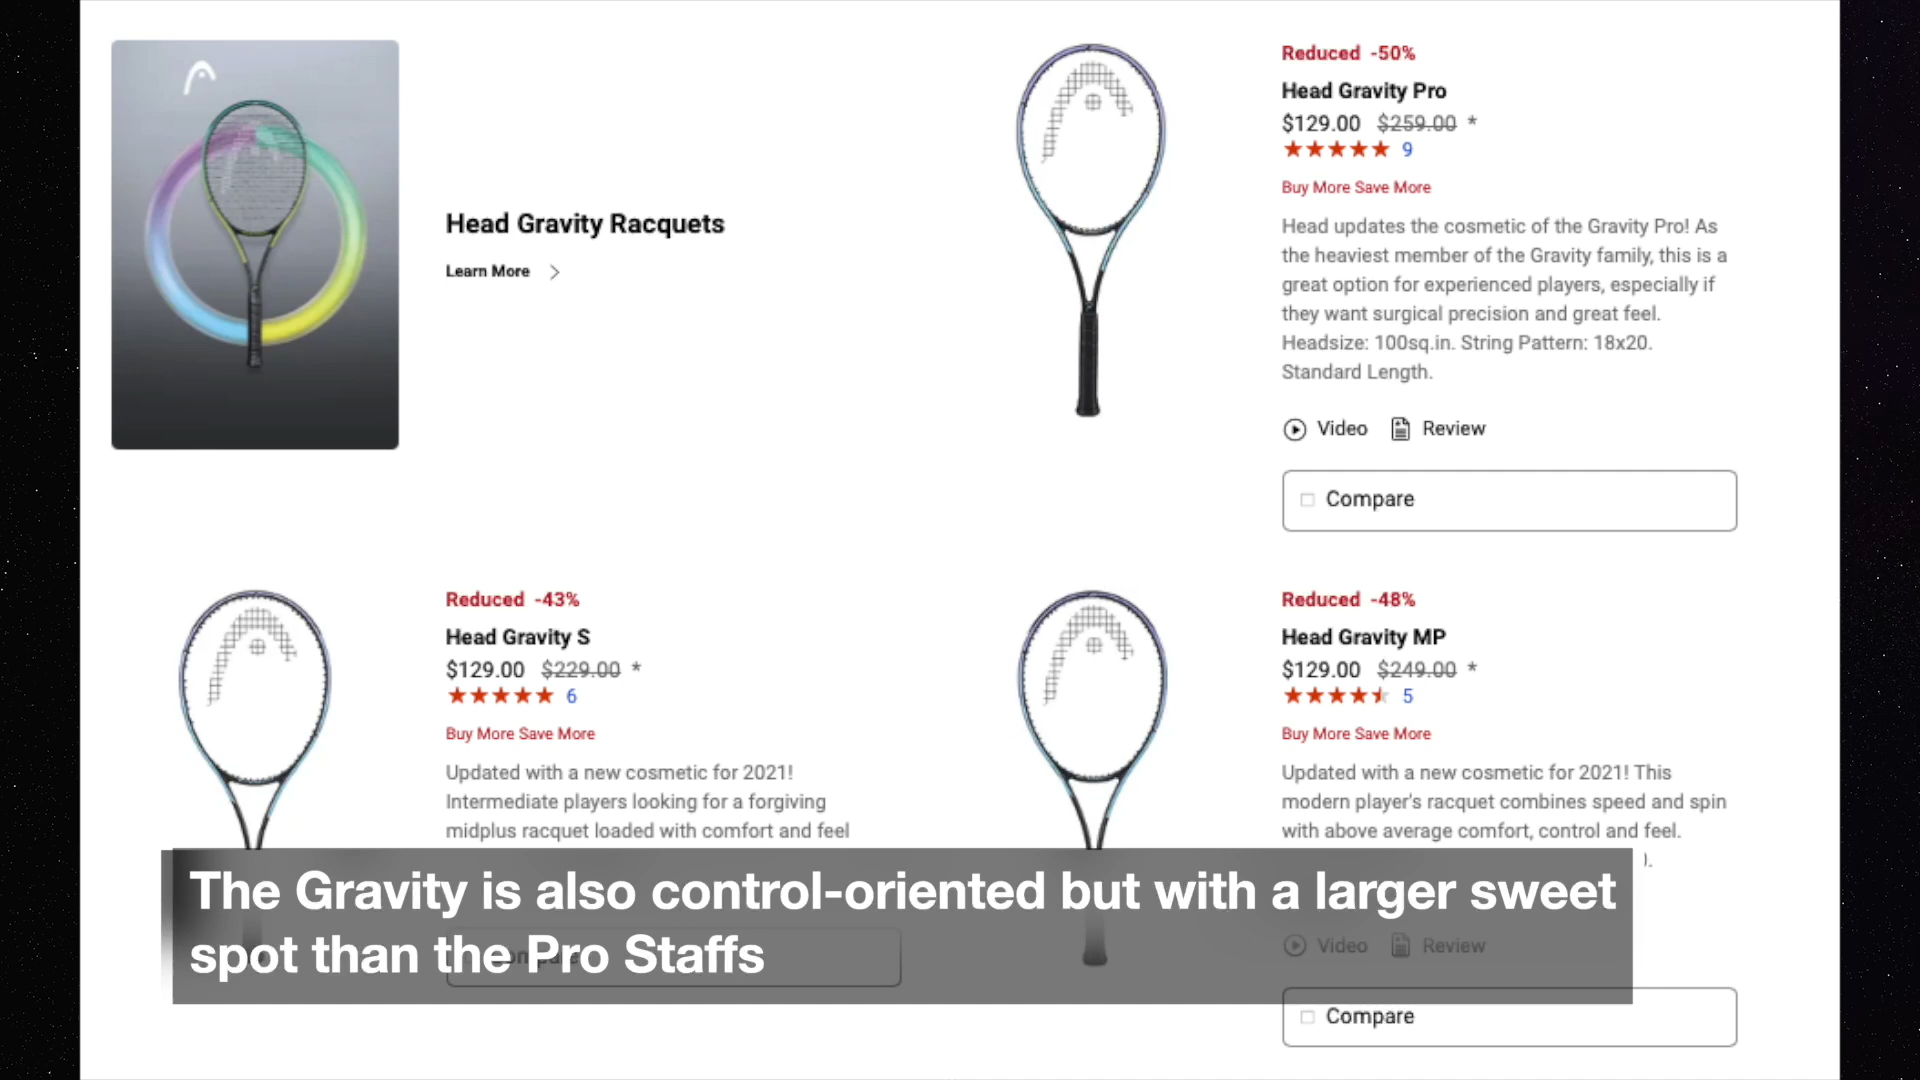 Head Gravity Racquets
Learn More
Reduced -50%
Head Gravity Pro
$129.00 $259.00 *
9
Buy More Save More
Head updates the cosmetic of the Gravity Pro! As
the heaviest member of the Gravity family, this is a
great option for experienced players, especially if
they want surgical precision and great feel.
Headsize: 100sq.in. String Pattern: 18x20.
Standard Length.
Video Review
Compare
Reduced -43%
Head Gravity S
$129.00 $229.00 *
6
Buy More Save More
Updated with a new cosmetic for 2021!
Intermediate players looking for a forgiving
midplus racquet loaded with comfort and feel
Reduced -48%
Head Gravity MP
$129.00 $249.00 *
5
Buy More Save More
Updated with a new cosmetic for 2021! This
modern player's racquet combines speed and spin
with above average comfort, control and feel.
).
Video Review
Compare
The Gravity is also control-oriented but with a larger sweet
spot than the Pro Staffs